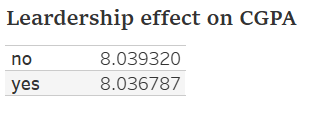 Leardership effect on CGPA
no 8.039320
yes 8.036787